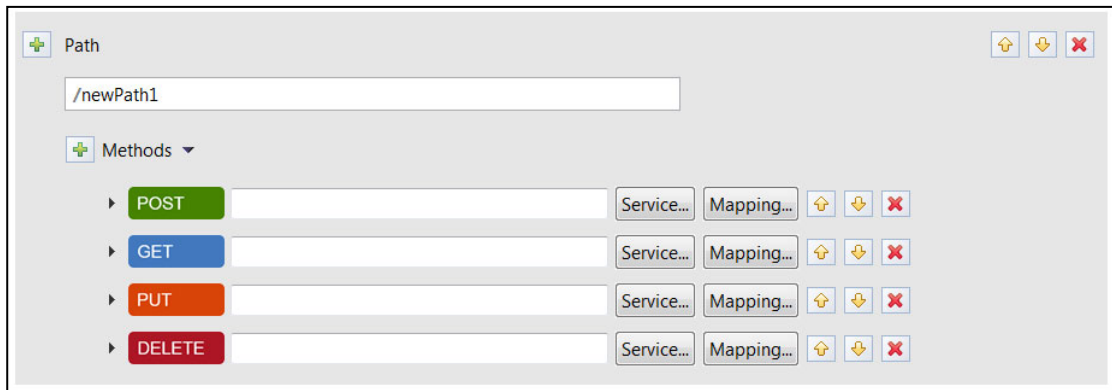 Path
/newPath1
Methods
POST Service... Mapping...
GET Service... Mapping...
PUT Service... Mapping...
DELETE Service... Mapping...